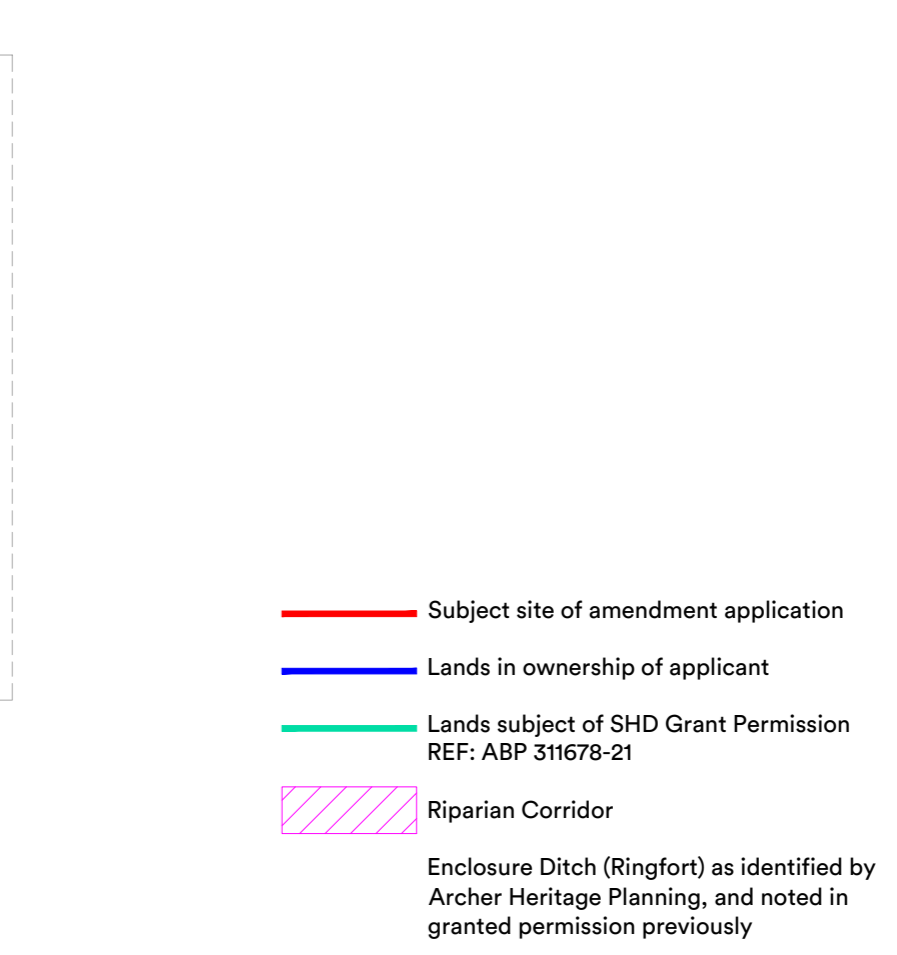 Subject site of amendment application
Lands in ownership of applicant
Lands subject of SHD Grant Permission
REF: ABP 311678-21
Riparian Corridor
Enclosure Ditch (Ringfort) as identified by
Archer Heritage Planning, and noted in
granted permission previously